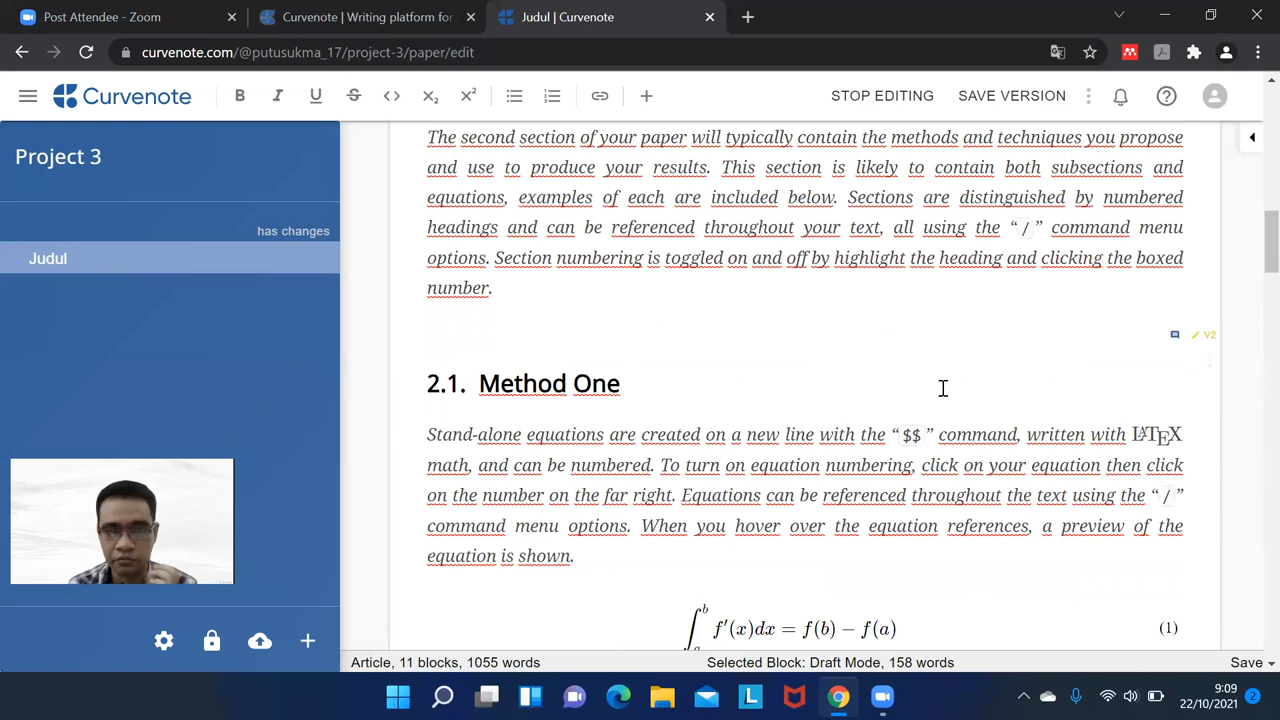 Post Attendee - Zoom
Curvenote | Writing platform for
Judul | Curvenote
curvenote.com/@putusukma_17/project-3/paper/edit
Curvenote
B I U S <> X₂ X² STOP EDITING SAVE VERSION
Project 3
has changes
Judul
The second section of your paper will typically contain the methods and techniques you propose
and use to produce your results. This section is likely to contain both subsections and
equations, examples of each are included below. Sections are distinguished by numbered
headings and can be referenced throughout your text, all using the “ / ” command menu
options. Section numbering is toggled on and off by highlight the heading and clicking the boxed
number.
V2
2.1. Method One
Stand-alone equations are created on a new line with the “ $$ ” command, written with LATEX
math, and can be numbered. To turn on equation numbering, click on your equation then click
on the number on the far right. Equations can be referenced throughout the text using the “ / ”
command menu options. When you hover over the equation references, a preview of the
equation is shown.
∫ₐᵇ f′(x)dx = f(b) − f(a) (1)
Article, 11 blocks, 1055 words
Selected Block: Draft Mode, 158 words
Save
9:09
22/10/2021
2